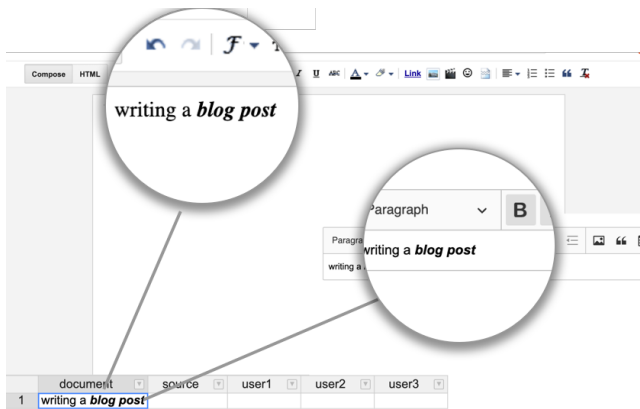 Compose HTML
U ABC A Link
writing a blog post
Paragraph B
Paragra
writing a blog post
writing a
document source user1 user2 user3
1 writing a blog post